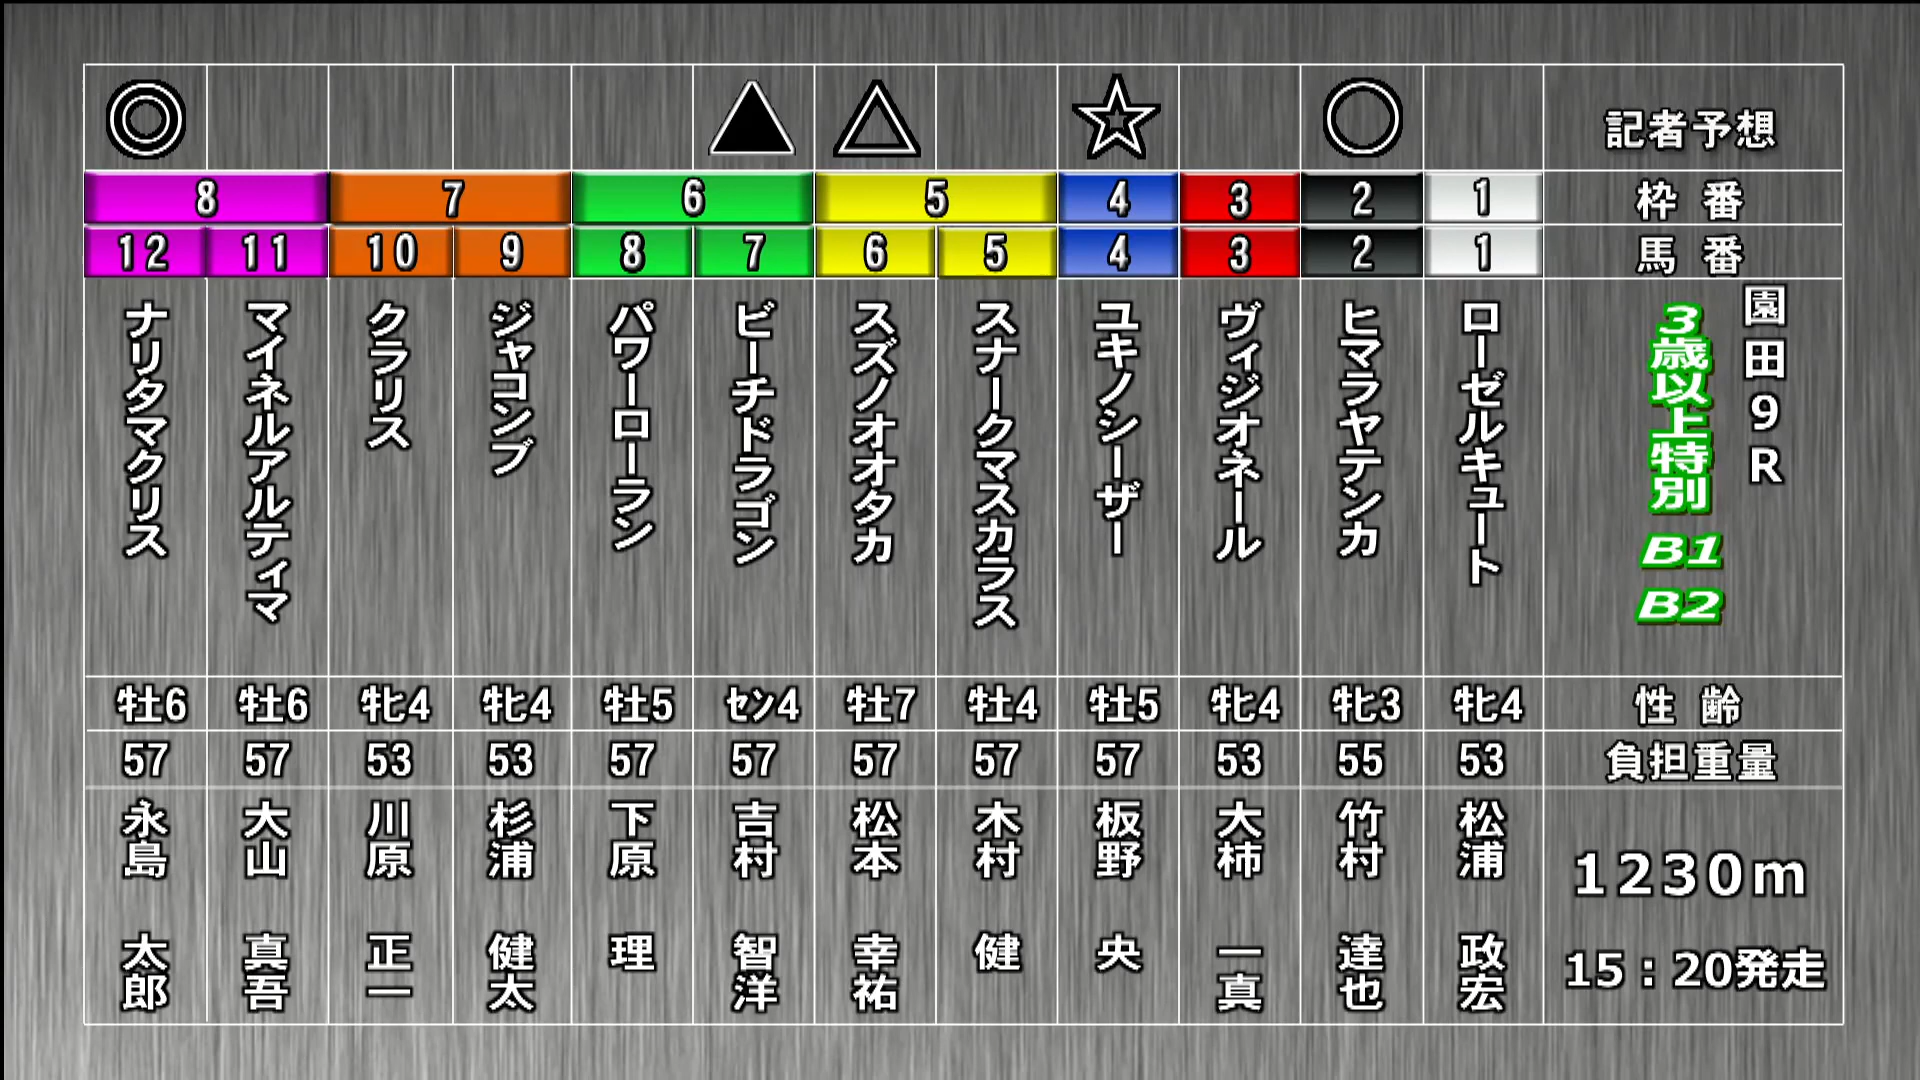 ◎ ▲ △ ☆ ○ 記者予想
8 7 6 5 4 3 2 1 枠番
12 11 10 9 8 7 6 5 4 3 2 1 馬番
園田9R
3歳以上特別 B1 B2
ローゼルキュート
ヒマラヤテンカ
ヴィジオネール
ユキノシーザー
スナークマスカラス
スズノオオタカ
ビーチドラゴン
パワーローラン
ジャコンブ
クラリス
マイネルアルティマ
ナリタマクリス
牡6 牡6 牝4 牝4 牡5 セン4 牡7 牡4 牡5 牝4 牝3 牝4 性齢
57 57 53 53 57 57 57 57 57 53 55 53 負担重量
1230m
15：20発走
松浦 政宏
竹村 達也
大柿 一真
板野 央
木村 健
松本 幸祐
吉村 智洋
下原 理
杉浦 健太
川原 正一
大山 真吾
永島 太郎